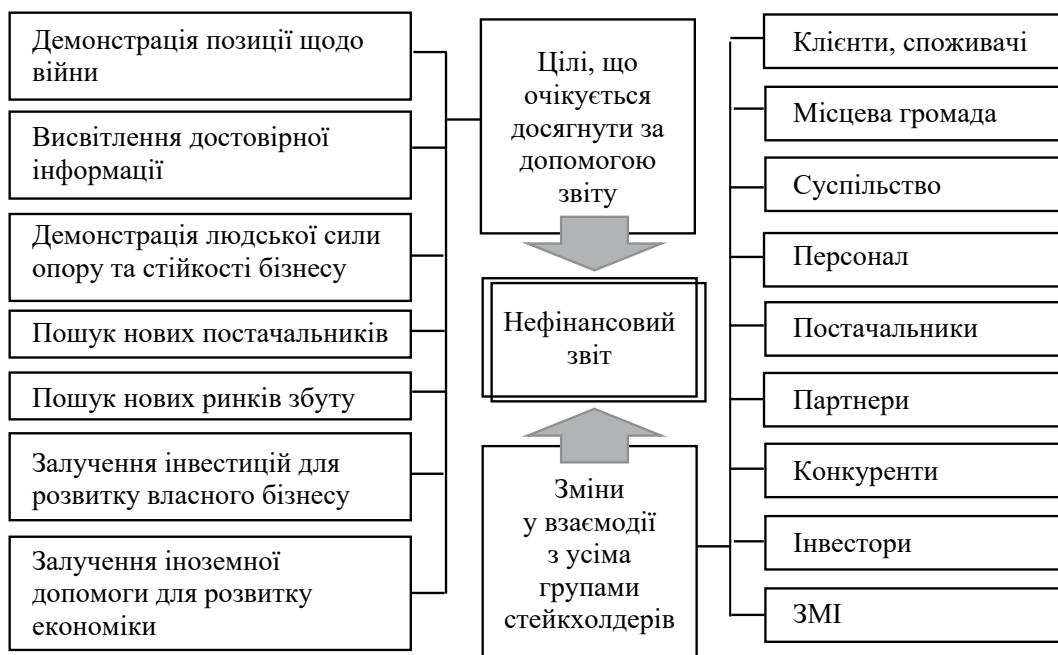 Демонстрація позиції щодо
війни
Висвітлення достовірної
інформації
Демонстрація людської сили
опору та стійкості бізнесу
Пошук нових постачальників
Пошук нових ринків збуту
Залучення інвестицій для
розвитку власного бізнесу
Залучення іноземної
допомоги для розвитку
економіки
Цілі, що
очікується
досягнути за
допомогою
звіту
Нефінансовий
звіт
Зміни
у взаємодії
з усіма
групами
стейкхолдерів
Клієнти, споживачі
Місцева громада
Суспільство
Персонал
Постачальники
Партнери
Конкуренти
Інвестори
ЗМІ